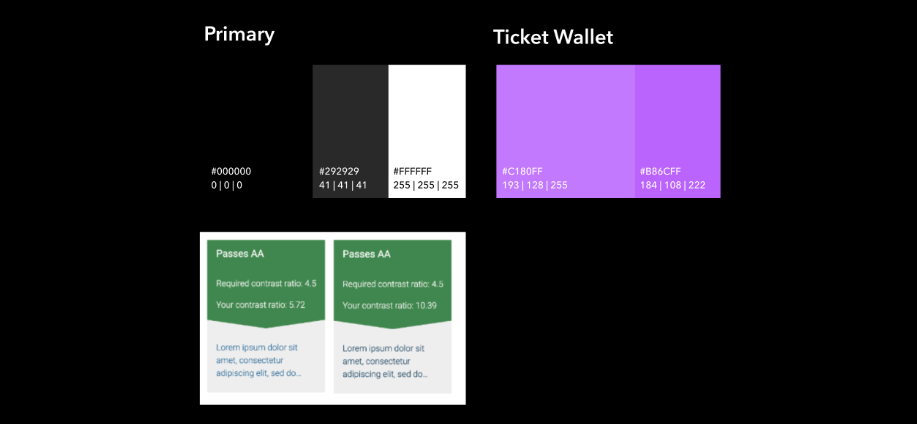 Primary
Ticket Wallet
#000000
0 | 0 | 0
#292929
41 | 41 | 41
#FFFFFF
255 | 255 | 255
#C180FF
193 | 128 | 255
#B86CFF
184 | 108 | 222
Passes AA
Required contrast ratio: 4.5
Your contrast ratio: 5.72
Lorem ipsum dolor sit
amet, consectetur
adipiscing elit, sed do...
Passes AA
Required contrast ratio: 4.5
Your contrast ratio: 10.39
Lorem ipsum dolor sit
amet, consectetur
adipiscing elit, sed do...